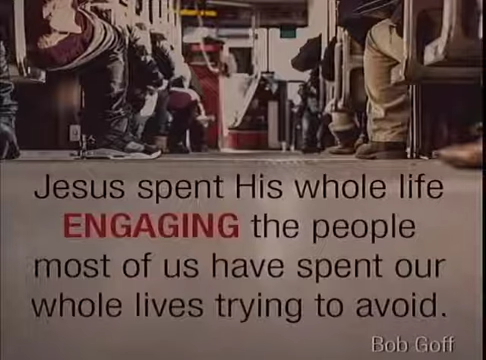 Jesus spent His whole life
ENGAGING the people
most of us have spent our
whole lives trying to avoid.
Bob Goff